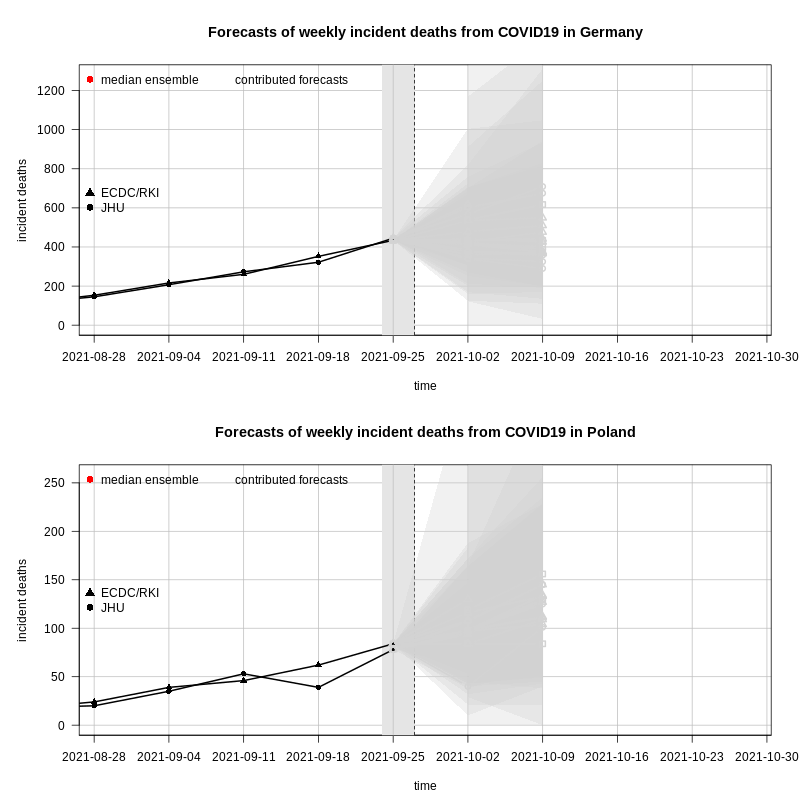 Forecasts of weekly incident deaths from COVID19 in Germany
median ensemble contributed forecasts
ECDC/RKI
JHU
incident deaths
1200
1000
800
600
400
200
0
2021-08-28 2021-09-04 2021-09-11 2021-09-18 2021-09-25 2021-10-02 2021-10-09 2021-10-16 2021-10-23 2021-10-30
time
Forecasts of weekly incident deaths from COVID19 in Poland
median ensemble contributed forecasts
ECDC/RKI
JHU
incident deaths
250
200
150
100
50
0
2021-08-28 2021-09-04 2021-09-11 2021-09-18 2021-09-25 2021-10-02 2021-10-09 2021-10-16 2021-10-23 2021-10-30
time